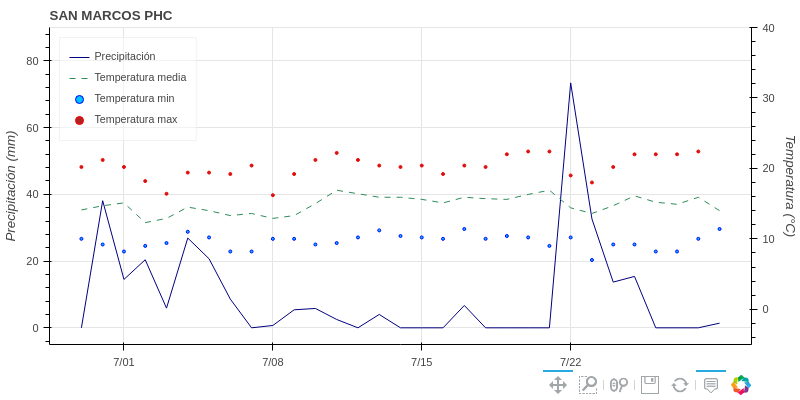 SAN MARCOS PHC
Precipitación
Temperatura media
Temperatura min
Temperatura max
Precipitación (mm)
80
60
40
20
0
Temperatura (°C)
40
30
20
10
0
7/01 7/08 7/15 7/22